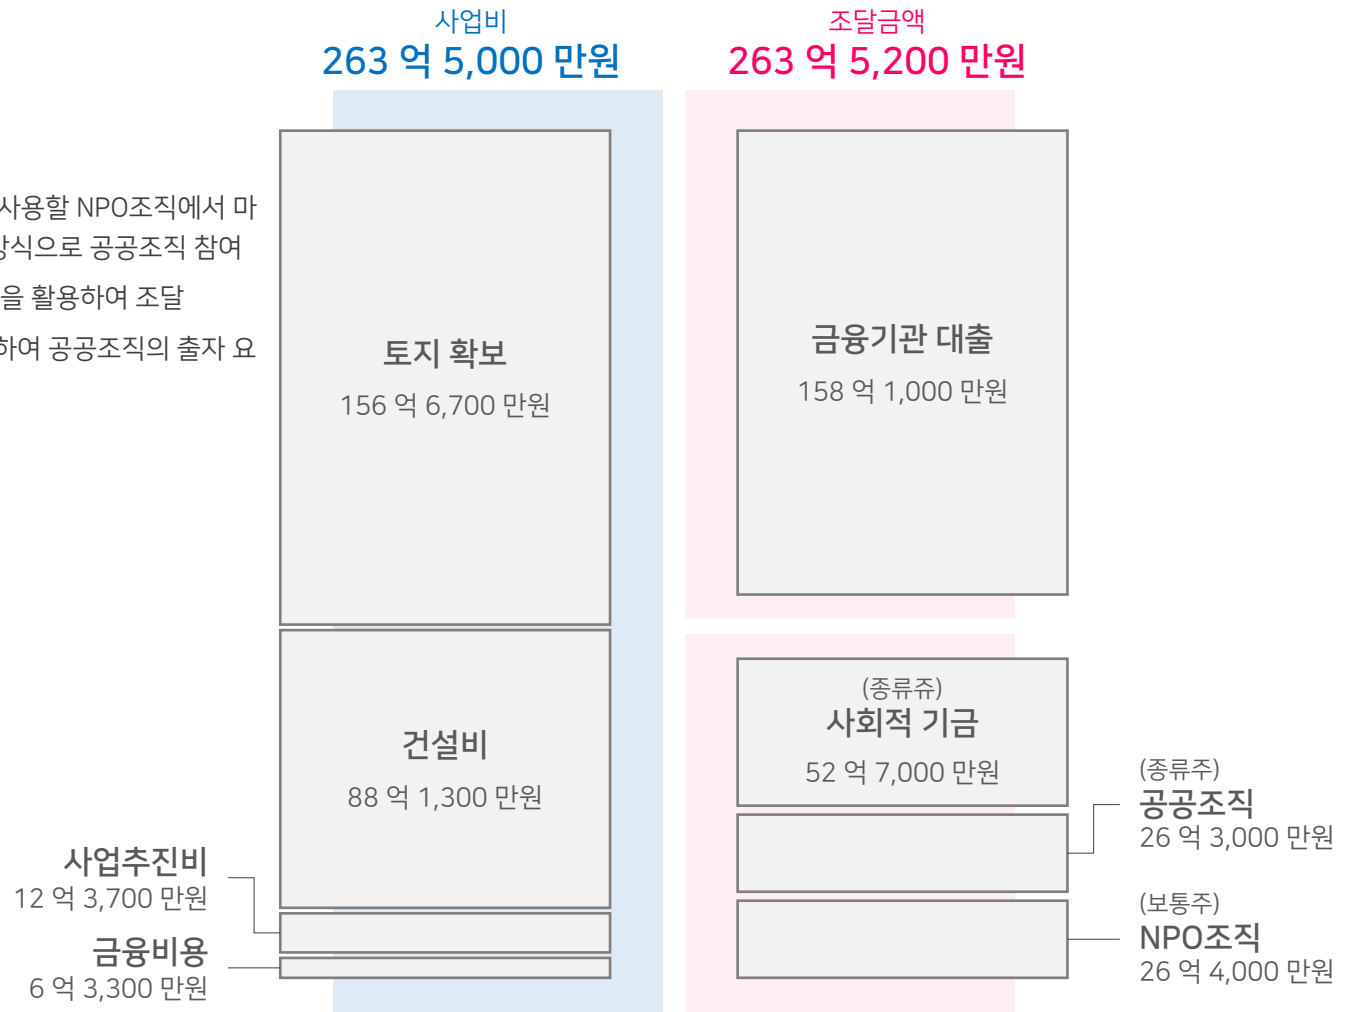 사업비
263 억 5,000 만원
조달금액
263 억 5,200 만원
사용할 NPO조직에서 마
방식으로 공공조직 참여
을 활용하여 조달
하여 공공조직의 출자 요
토지 확보
156 억 6,700 만원
건설비
88 억 1,300 만원
사업추진비
12 억 3,700 만원
금융비용
6 억 3,300 만원
금융기관 대출
158 억 1,000 만원
(종류쥬)
사회적 기금
52 억 7,000 만원
(종류주)
공공조직
26 억 3,000 만원
(보통주)
NPO조직
26 억 4,000 만원